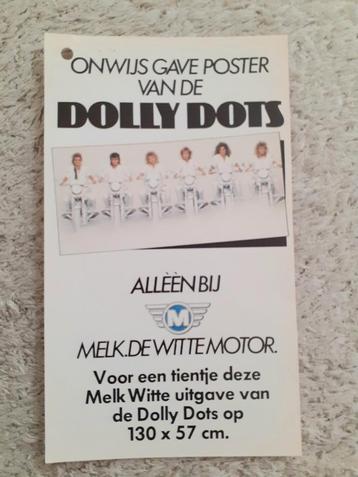 ONWIJS GAVE POSTER
VAN DE
DOLLY DOTS
ALLÈÈN BIJ
M
MELK.DE WITTE MOTOR.
Voor een tientje deze
Melk Witte uitgave van
de Dolly Dots op
130 x 57 cm.